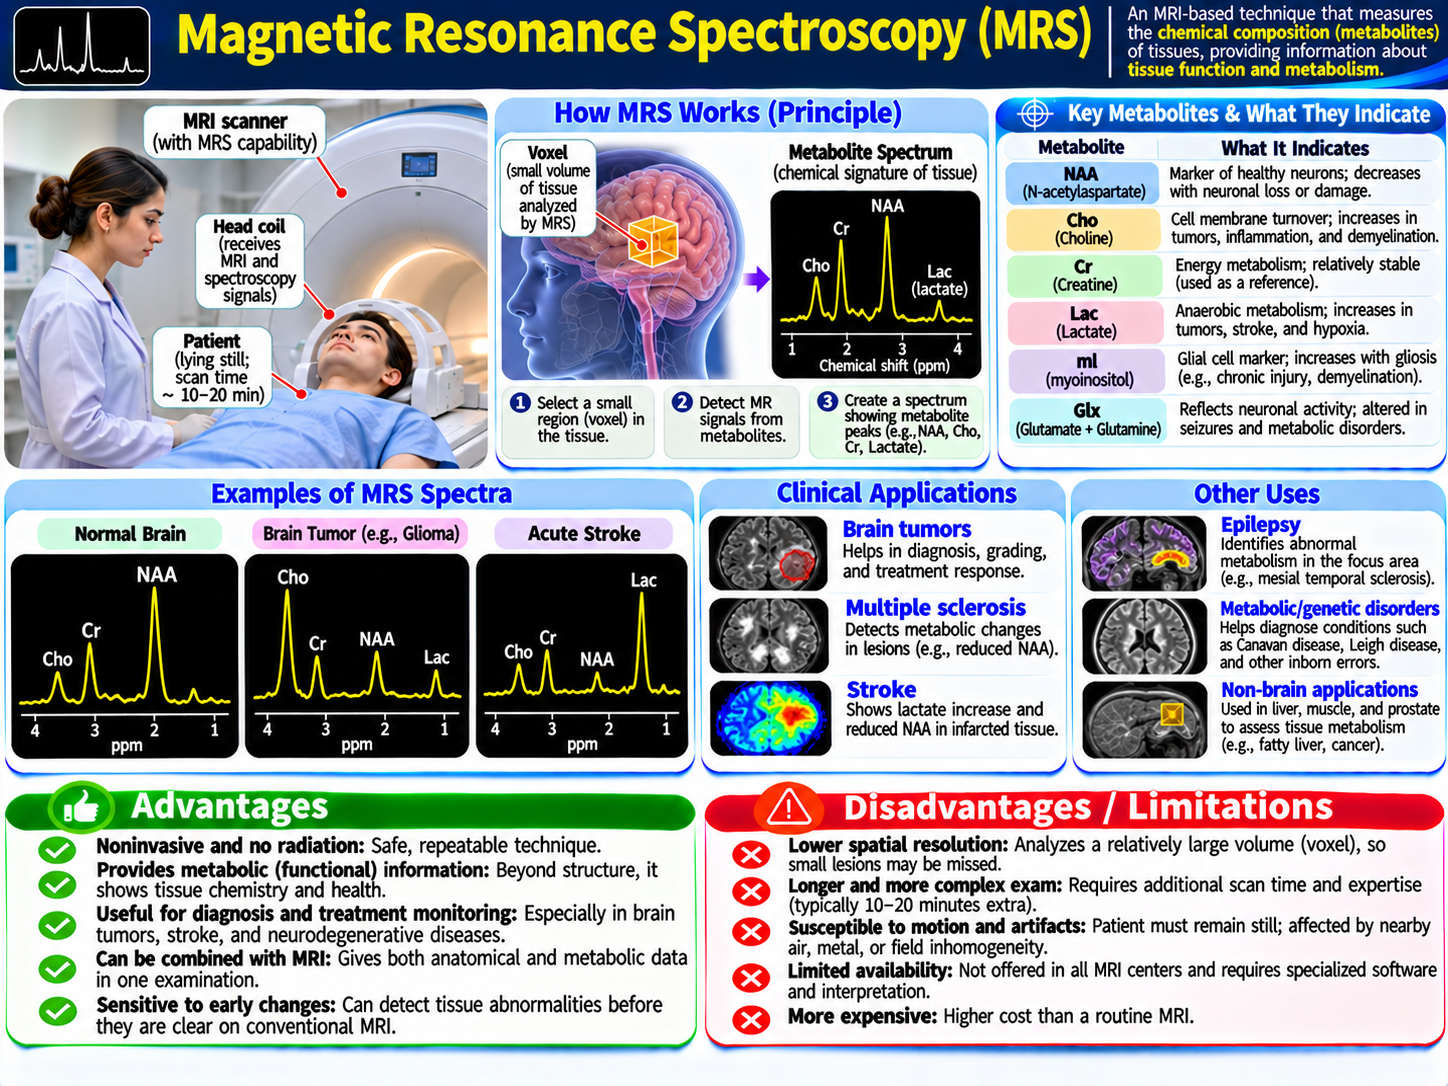 Magnetic Resonance Spectroscopy (MRS)
An MRI-based technique that measures
the chemical composition (metabolites)
of tissues, providing information about
tissue function and metabolism.
MRI scanner
(with MRS capability)
Head coil
(receives
MRI and
spectroscopy
signals)
Patient
(lying still;
scan time
~ 10–20 min)
How MRS Works (Principle)
Voxel
(small volume
of tissue
analyzed
by MRS)
Metabolite Spectrum
(chemical signature of tissue)
NAA
Cr
Cho
Lac
(lactate)
1 2 3 4
Chemical shift (ppm)
1 Select a small
region (voxel) in
the tissue.
2 Detect MR
signals from
metabolites.
3 Create a spectrum
showing metabolite
peaks (e.g., NAA, Cho,
Cr, Lactate).
Key Metabolites & What They Indicate
Metabolite What It Indicates
NAA
(N-acetylaspartate)
Marker of healthy neurons; decreases
with neuronal loss or damage.
Cho
(Choline)
Cell membrane turnover; increases in
tumors, inflammation, and demyelination.
Cr
(Creatine)
Energy metabolism; relatively stable
(used as a reference).
Lac
(Lactate)
Anaerobic metabolism; increases in
tumors, stroke, and hypoxia.
ml
(myoinositol)
Glial cell marker; increases with gliosis
(e.g., chronic injury, demyelination).
Glx
(Glutamate + Glutamine)
Reflects neuronal activity; altered in
seizures and metabolic disorders.
Examples of MRS Spectra
Normal Brain
NAA
Cr
Cho
4 3 2 1
ppm
Brain Tumor (e.g., Glioma)
Cho
Cr
NAA
Lac
4 3 2 1
ppm
Acute Stroke
Lac
Cr
Cho
NAA
4 3 2 1
ppm
Clinical Applications
Brain tumors
Helps in diagnosis, grading,
and treatment response.
Multiple sclerosis
Detects metabolic changes
in lesions (e.g., reduced NAA).
Stroke
Shows lactate increase and
reduced NAA in infarcted tissue.
Other Uses
Epilepsy
Identifies abnormal
metabolism in the focus area
(e.g., mesial temporal sclerosis).
Metabolic/genetic disorders
Helps diagnose conditions such
as Canavan disease, Leigh disease,
and other inborn errors.
Non-brain applications
Used in liver, muscle, and prostate
to assess tissue metabolism
(e.g., fatty liver, cancer).
Advantages
Noninvasive and no radiation: Safe, repeatable technique.
Provides metabolic (functional) information: Beyond structure, it
shows tissue chemistry and health.
Useful for diagnosis and treatment monitoring: Especially in brain
tumors, stroke, and neurodegenerative diseases.
Can be combined with MRI: Gives both anatomical and metabolic data
in one examination.
Sensitive to early changes: Can detect tissue abnormalities before
they are clear on conventional MRI.
Disadvantages / Limitations
Lower spatial resolution: Analyzes a relatively large volume (voxel), so
small lesions may be missed.
Longer and more complex exam: Requires additional scan time and expertise
(typically 10–20 minutes extra).
Susceptible to motion and artifacts: Patient must remain still; affected by nearby
air, metal, or field inhomogeneity.
Limited availability: Not offered in all MRI centers and requires specialized software
and interpretation.
More expensive: Higher cost than a routine MRI.